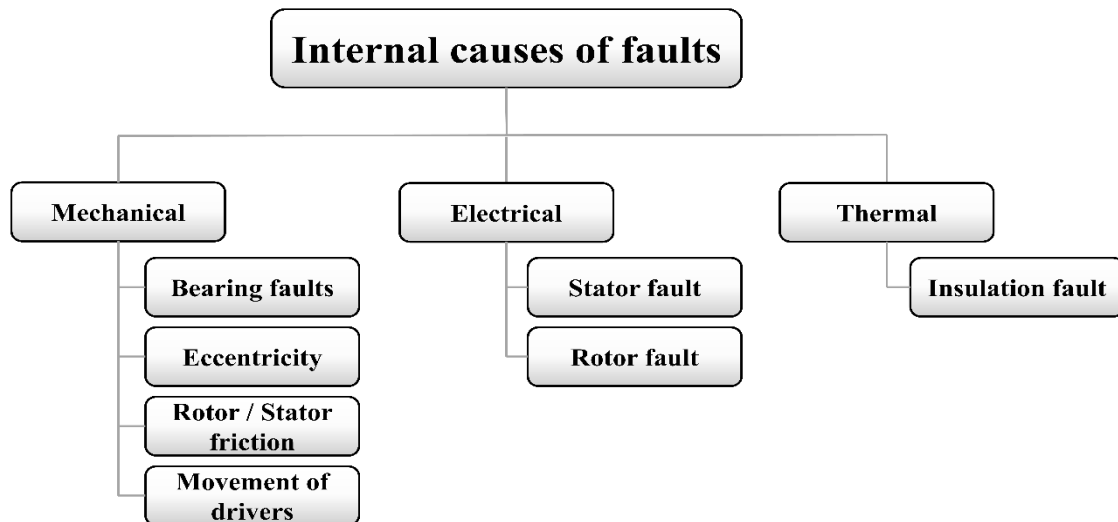 Internal causes of faults
Mechanical
Electrical
Thermal
Bearing faults
Eccentricity
Rotor / Stator
friction
Movement of
drivers
Stator fault
Rotor fault
Insulation fault